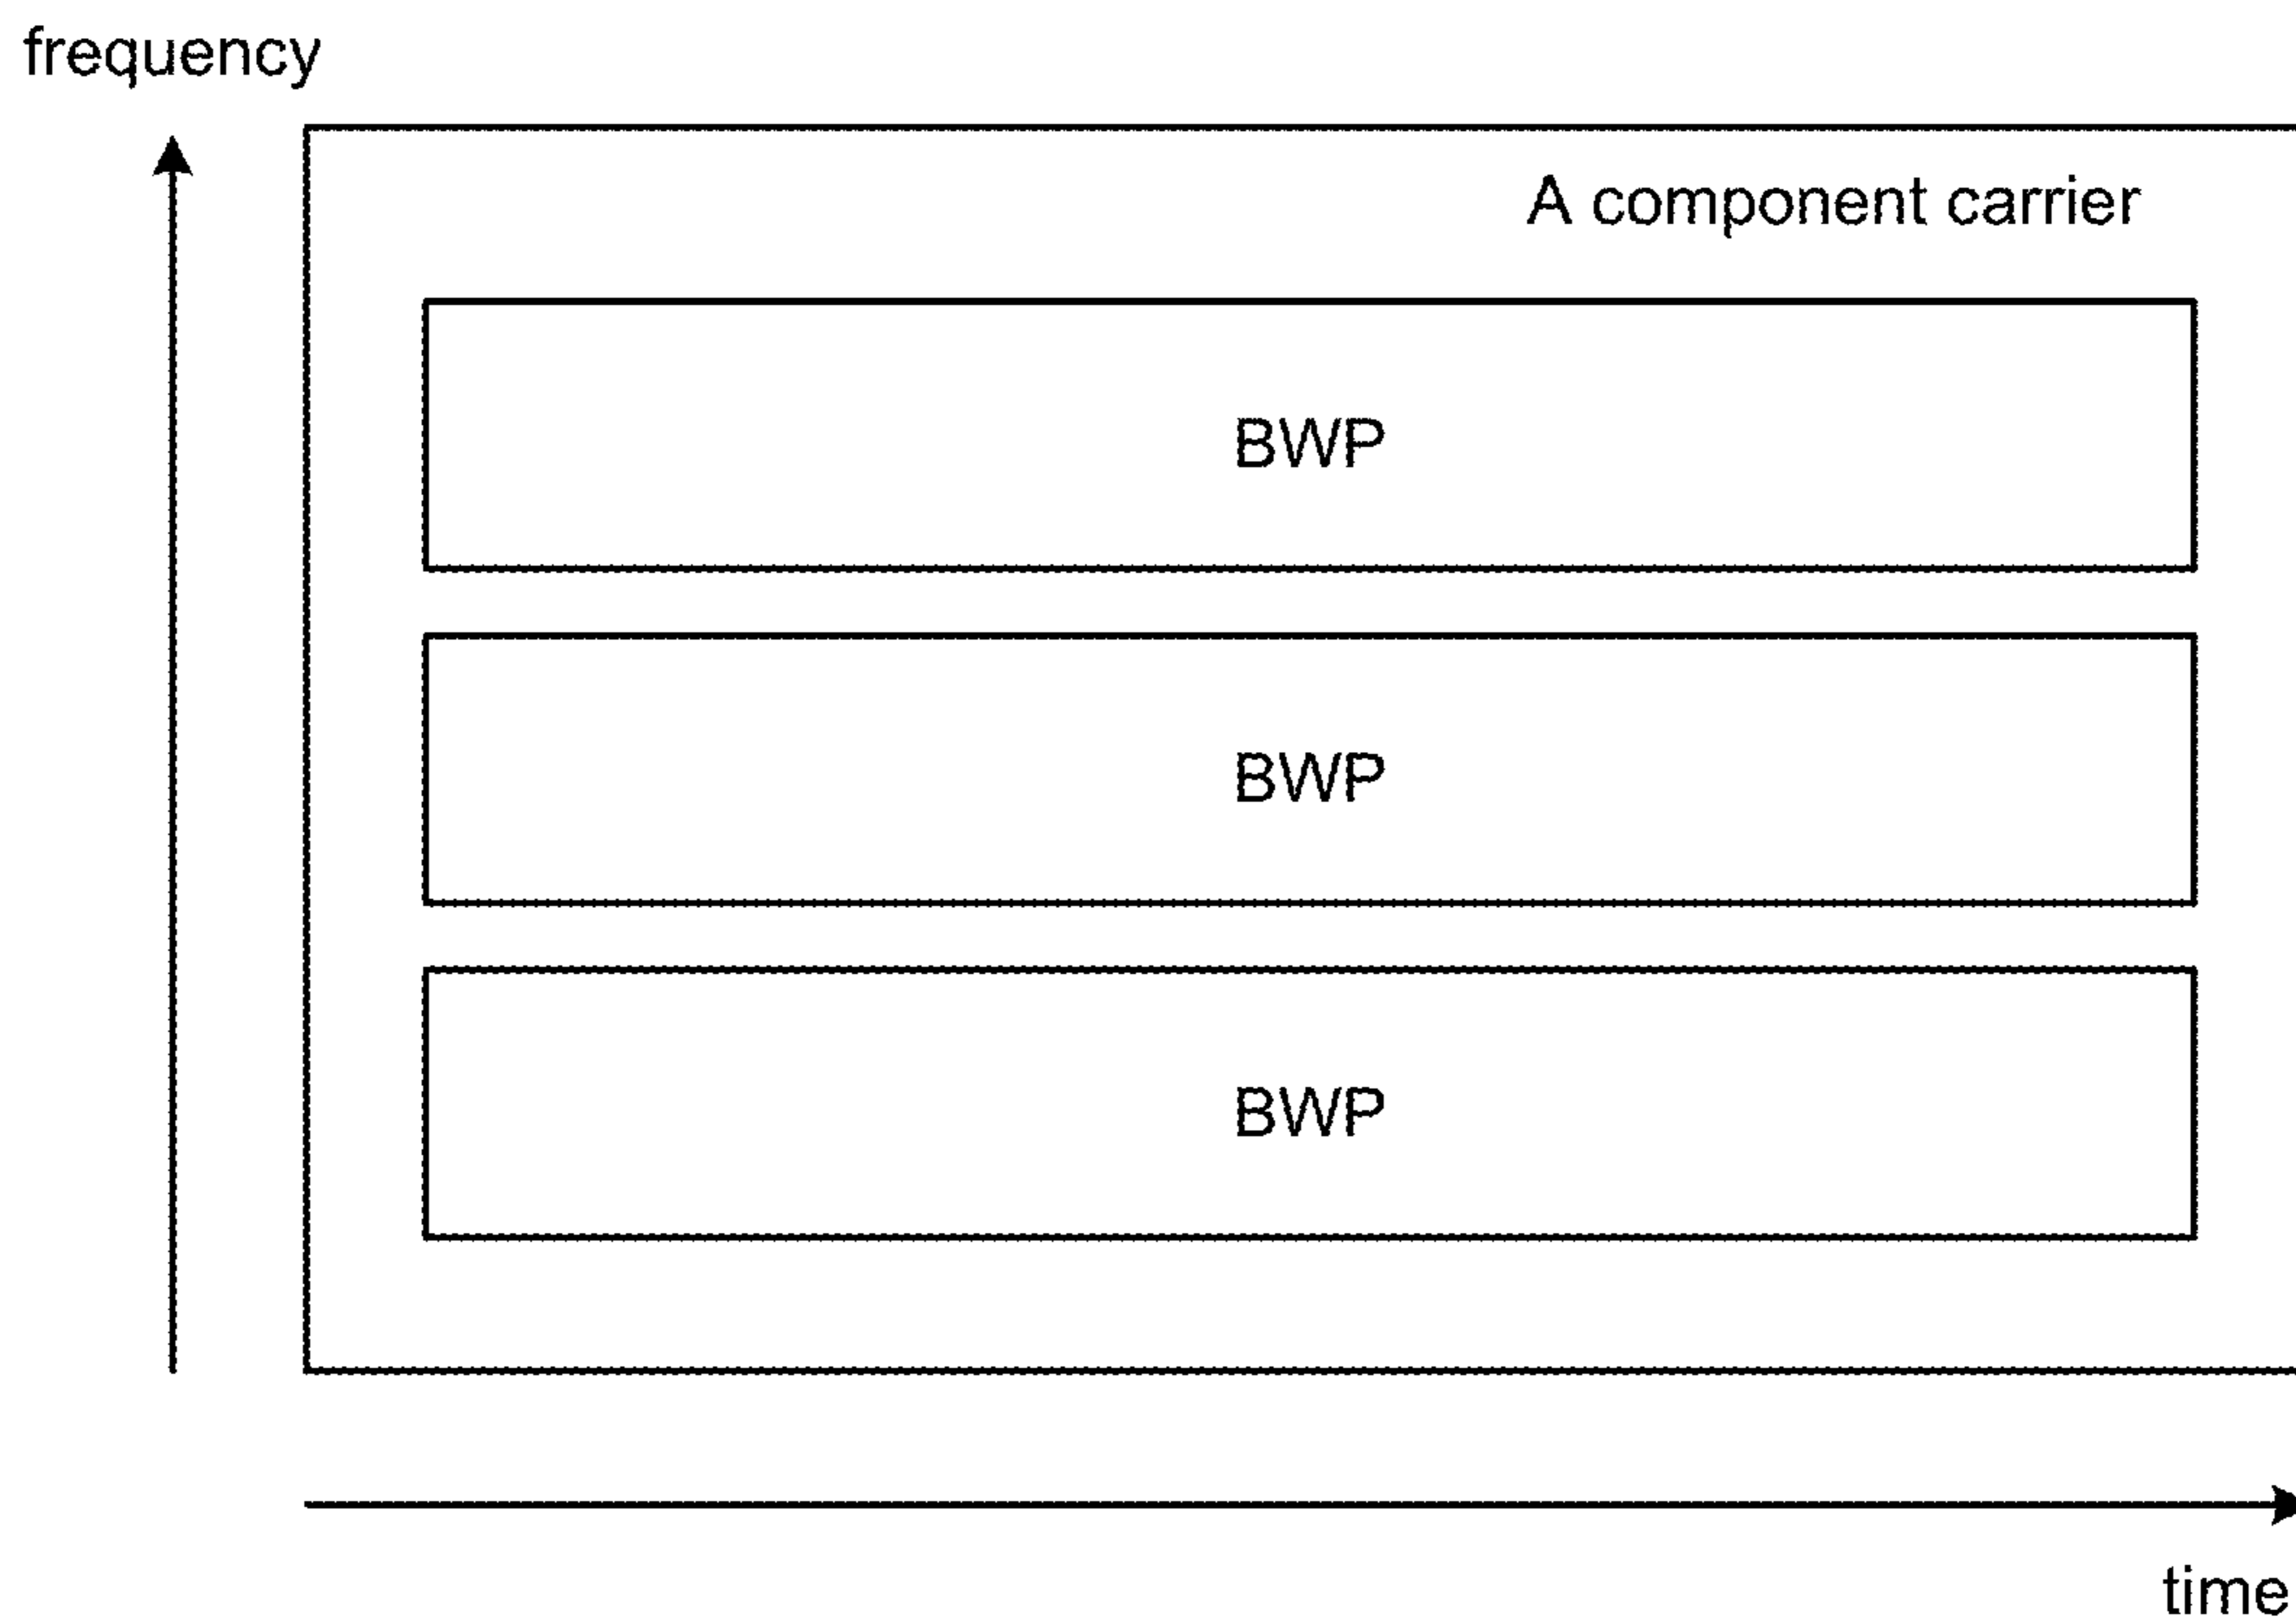 frequency
A component carrier
BWP
BWP
BWP
time